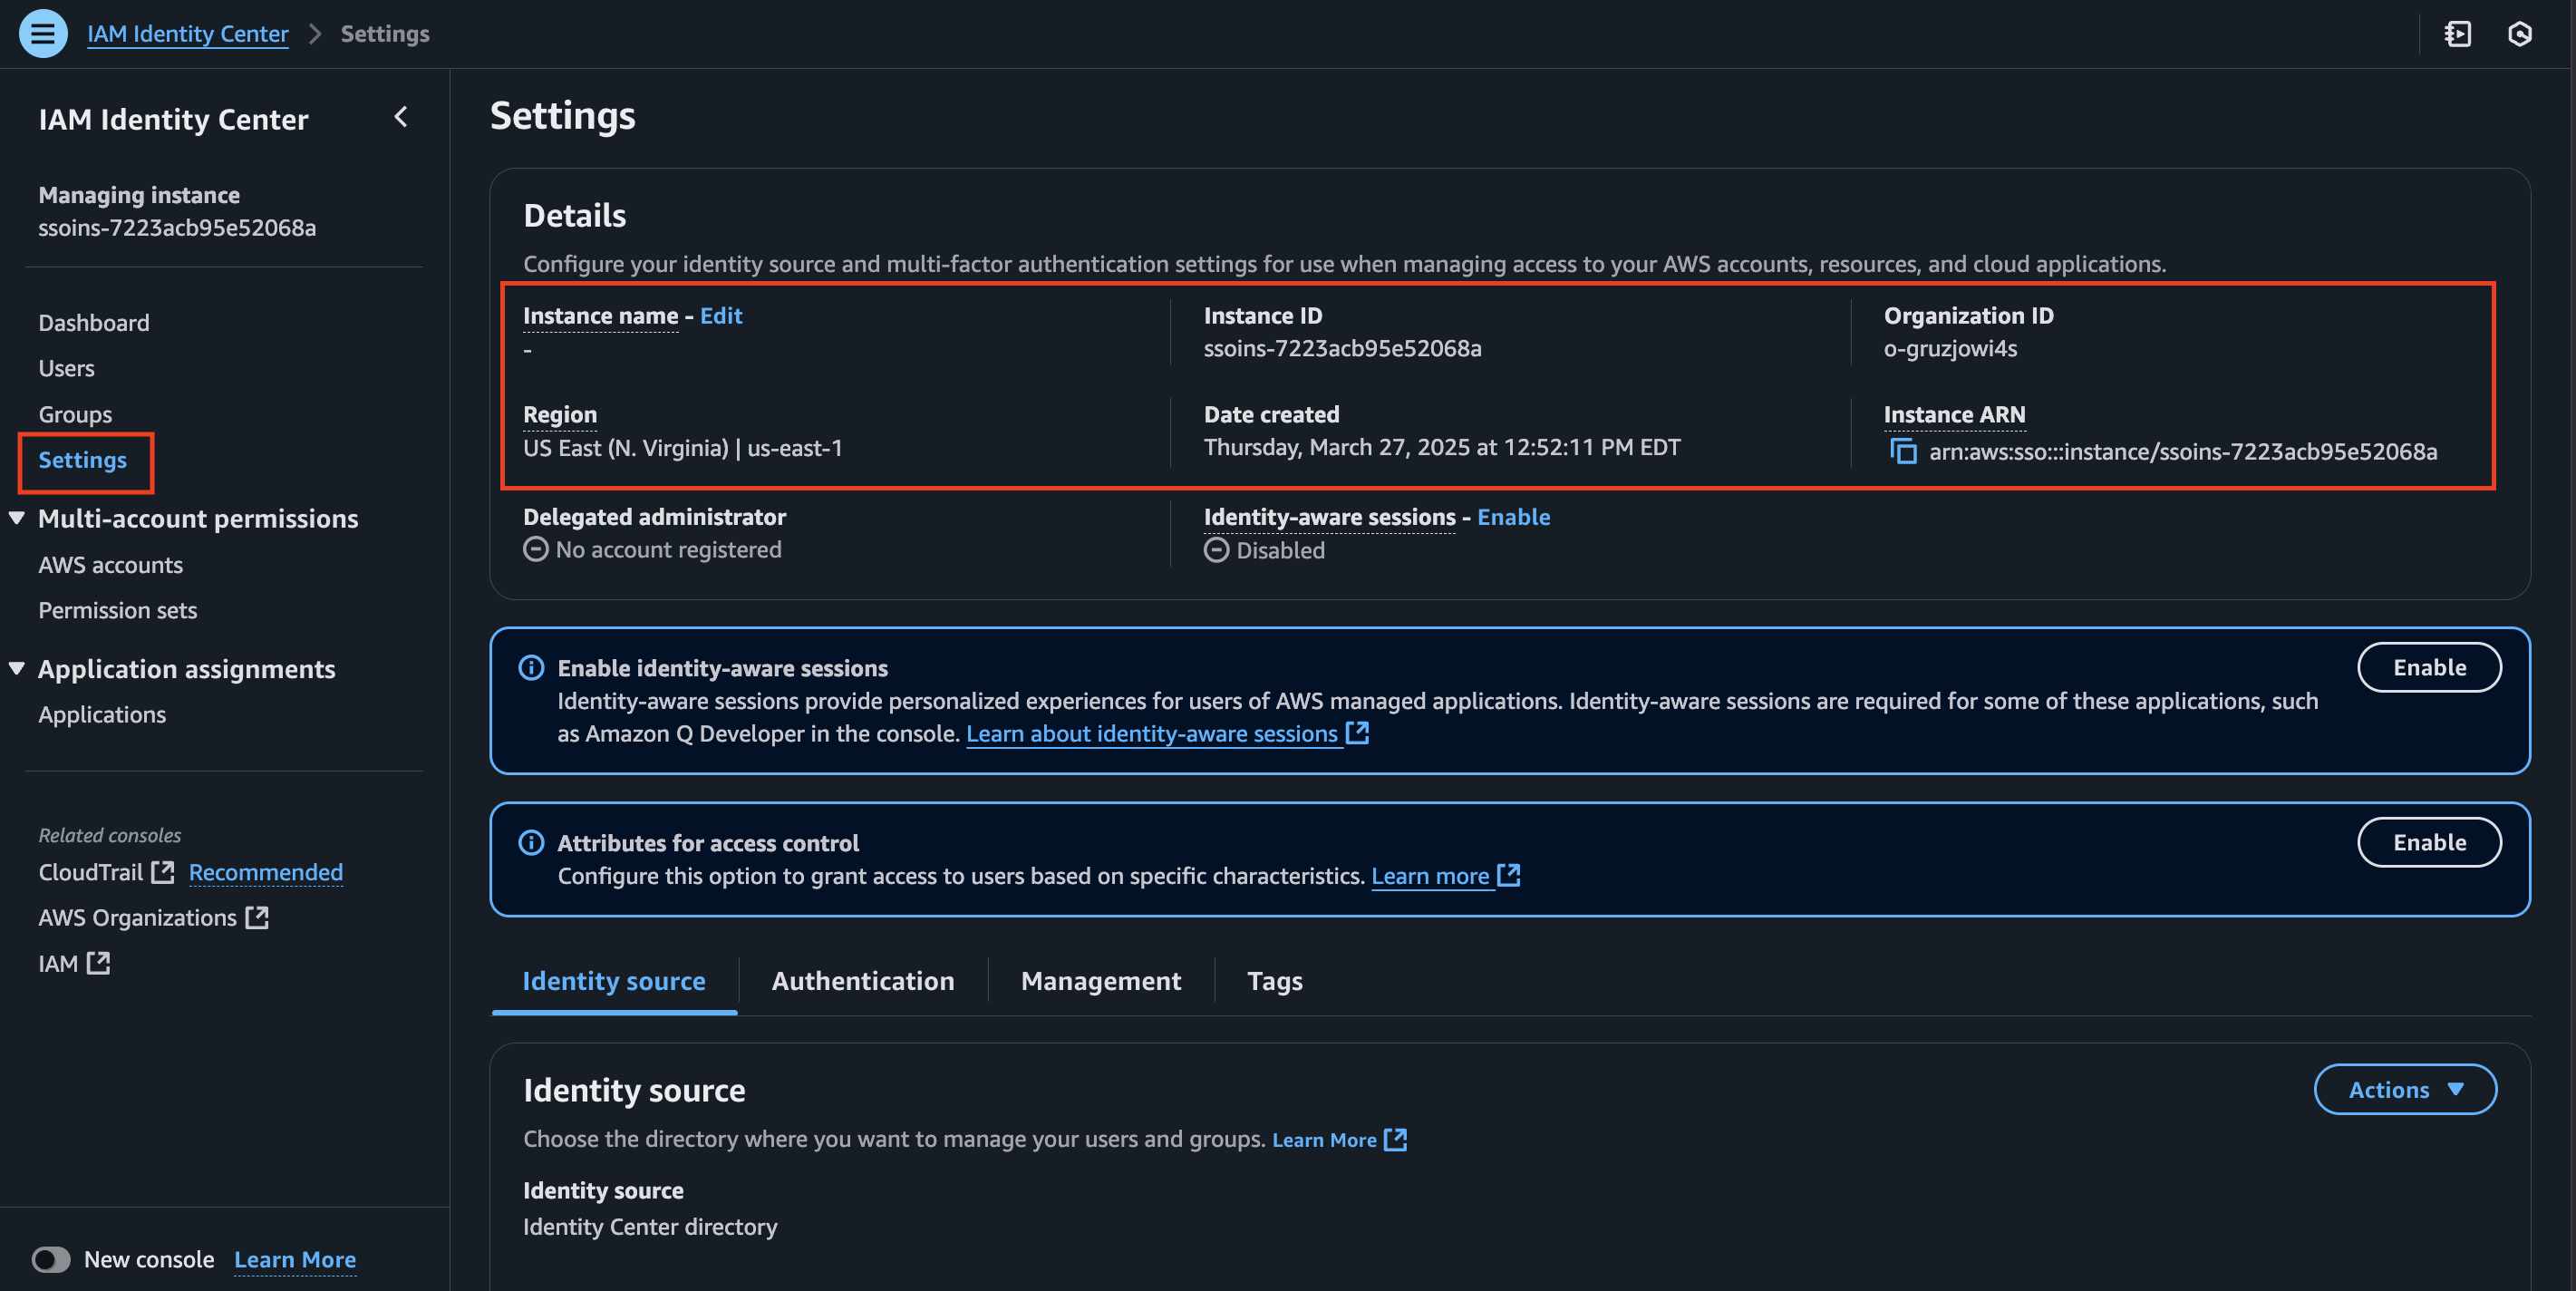 IAM Identity Center > Settings
IAM Identity Center
Managing instance
ssoins-7223acb95e52068a
Dashboard
Users
Groups
Settings
Multi-account permissions
AWS accounts
Permission sets
Application assignments
Applications
Related consoles
CloudTrail Recommended
AWS Organizations
IAM
New console Learn More
Settings
Details
Configure your identity source and multi-factor authentication settings for use when managing access to your AWS accounts, resources, and cloud applications.
Instance name - Edit
-
Instance ID
ssoins-7223acb95e52068a
Organization ID
o-gruzjowi4s
Region
US East (N. Virginia) | us-east-1
Date created
Thursday, March 27, 2025 at 12:52:11 PM EDT
Instance ARN
arn:aws:sso:::instance/ssoins-7223acb95e52068a
Delegated administrator
No account registered
Identity-aware sessions - Enable
Disabled
Enable identity-aware sessions
Identity-aware sessions provide personalized experiences for users of AWS managed applications. Identity-aware sessions are required for some of these applications, such
as Amazon Q Developer in the console. Learn about identity-aware sessions
Enable
Attributes for access control
Configure this option to grant access to users based on specific characteristics. Learn more
Enable
Identity source
Authentication
Management
Tags
Identity source
Actions
Choose the directory where you want to manage your users and groups. Learn More
Identity source
Identity Center directory